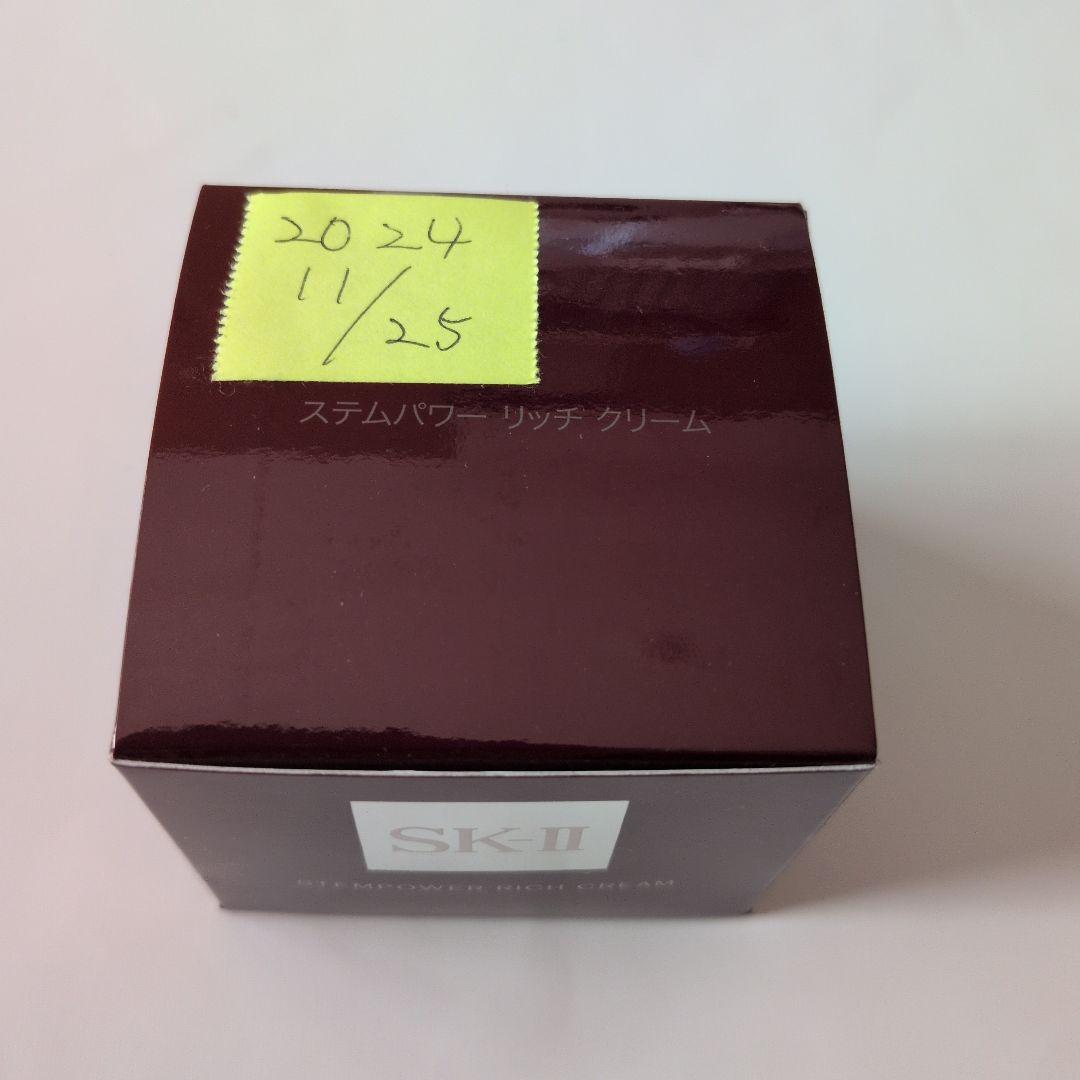 2024
11/25
ステムパワー リッチ クリーム
SK-II
STEMPOWER RICH CREAM